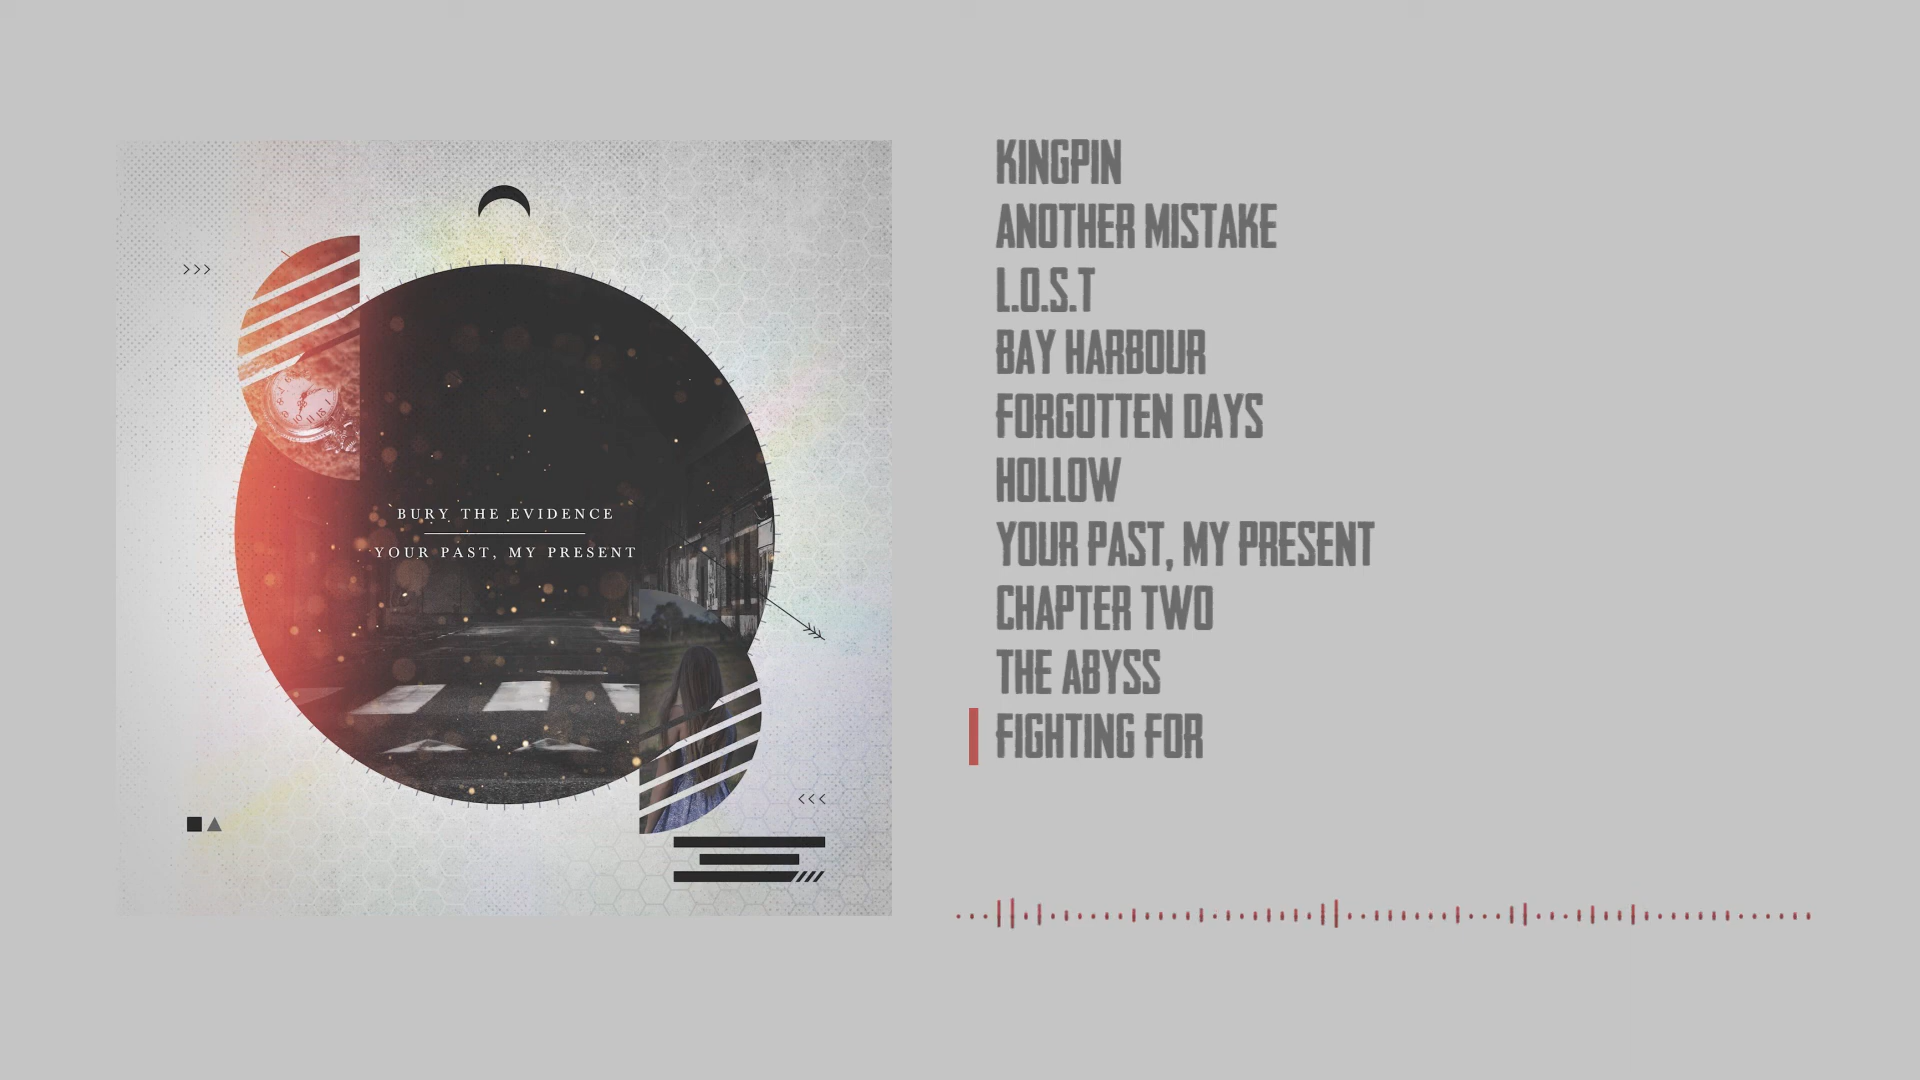 BURY THE EVIDENCE
YOUR PAST, MY PRESENT
KINGPIN
ANOTHER MISTAKE
L.O.S.T
BAY HARBOUR
FORGOTTEN DAYS
HOLLOW
YOUR PAST, MY PRESENT
CHAPTER TWO
THE ABYSS
FIGHTING FOR